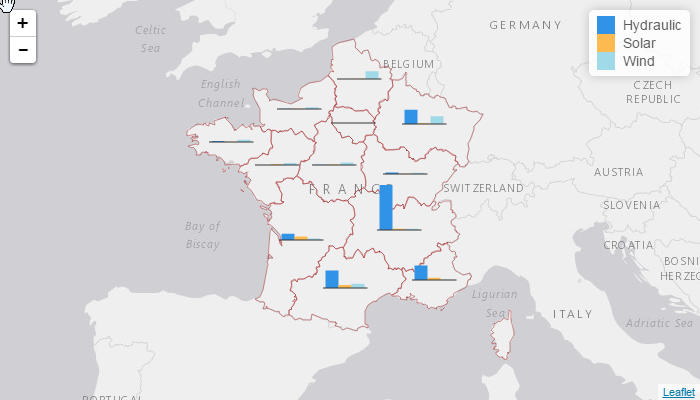 +
−
Celtic
Sea
GERMANY
Hydraulic
Solar
Wind
BELGIUM
English
Channel
CZECH
REPUBLIC
AUSTRIA
FRANC
SWITZERLAND
SLOVENIA
Bay of
Biscay
CROATIA
BOSNI
HERZEG
Ligurian
Sea
ITALY
Adriatic Sea
PORTUGAL
Leaflet